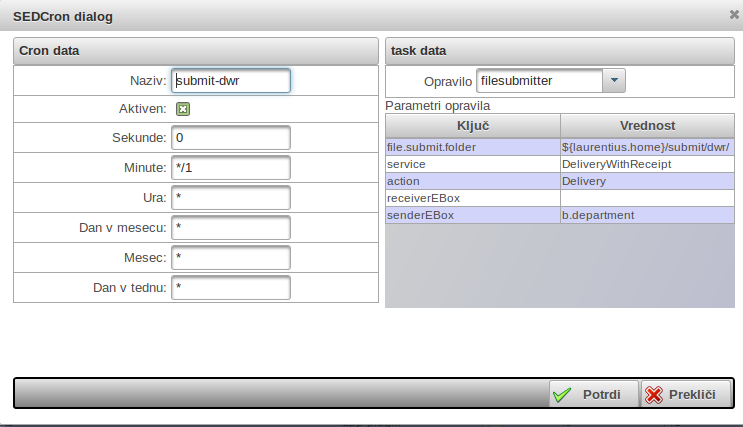 SEDCron dialog
Cron data
Naziv: submit-dwr
Aktiven:
Sekunde: 0
Minute: */1
Ura: *
Dan v mesecu: *
Mesec: *
Dan v tednu: *
task data
Opravilo filesubmitter
Parametri opravila
Ključ Vrednost
file.submit.folder ${laurentius.home}/submit/dwr/
service DeliveryWithReceipt
action Delivery
receiverEBox
senderEBox b.department
Potrdi Prekliči